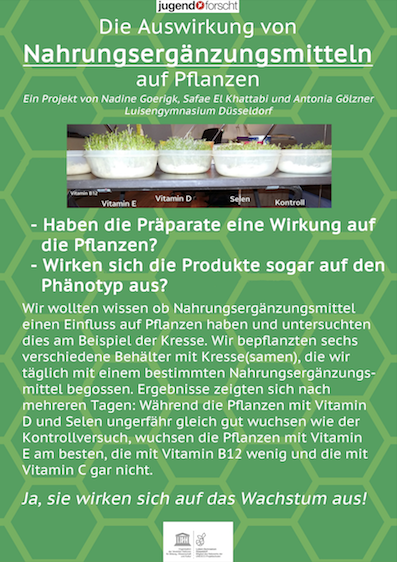 jugend forscht
Die Auswirkung von
Nahrungsergänzungsmitteln
auf Pflanzen
Ein Projekt von Nadine Goerigk, Safae El Khattabi und Antonia Gölzner
Luisengymnasium Düsseldorf
Vitamin B12
Vitamin E
Vitamin D
Selen
Kontroll
- Haben die Präparate eine Wirkung auf
die Pflanzen?
- Wirken sich die Produkte sogar auf den
Phänotyp aus?
Wir wollten wissen ob Nahrungsergänzungsmittel
einen Einfluss auf Pflanzen haben und untersuchten
dies am Beispiel der Kresse. Wir bepflanzten sechs
verschiedene Behälter mit Kresse(samen), die wir
täglich mit einem bestimmten Nahrungsergänzungs-
mittel begossen. Ergebnisse zeigten sich nach
mehreren Tagen: Während die Pflanzen mit Vitamin
D und Selen ungerfähr gleich gut wuchsen wie der
Kontrollversuch, wuchsen die Pflanzen mit Vitamin
E am besten, die mit Vitamin B12 wenig und die mit
Vitamin C gar nicht.
Ja, sie wirken sich auf das Wachstum aus!